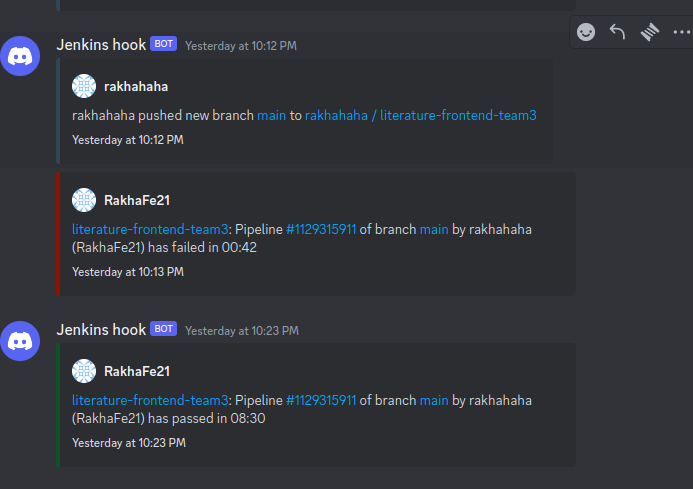 Jenkins hook BOT Yesterday at 10:12 PM
rakhahaha
rakhahaha pushed new branch main to rakhahaha / literature-frontend-team3
Yesterday at 10:12 PM
RakhaFe21
literature-frontend-team3: Pipeline #1129315911 of branch main by rakhahaha
(RakhaFe21) has failed in 00:42
Yesterday at 10:13 PM
Jenkins hook BOT Yesterday at 10:23 PM
RakhaFe21
literature-frontend-team3: Pipeline #1129315911 of branch main by rakhahaha
(RakhaFe21) has passed in 08:30
Yesterday at 10:23 PM